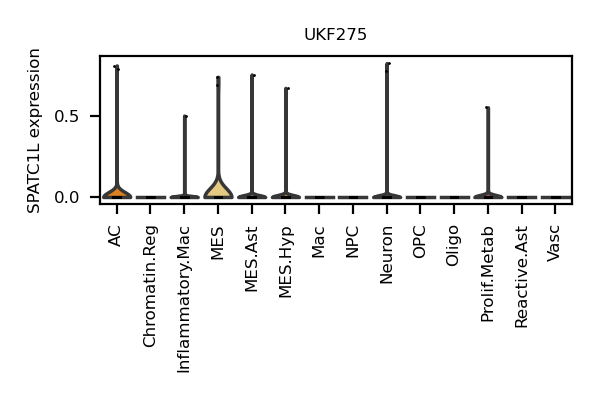 UKF275
SPATC1L expression
0.5
0.0
AC
Chromatin.Reg
Inflammatory.Mac
MES
MES.Ast
MES.Hyp
Mac
NPC
Neuron
OPC
Oligo
Prolif.Metab
Reactive.Ast
Vasc